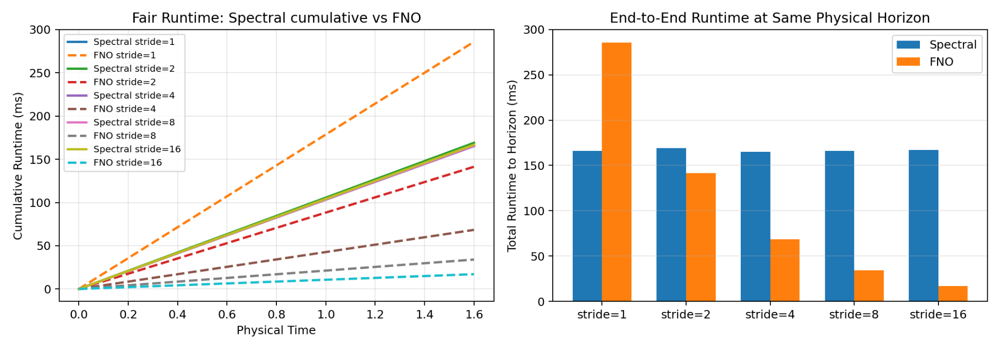 Fair Runtime: Spectral cumulative vs FNO
Cumulative Runtime (ms)
300
250
200
150
100
50
0
Spectral stride=1
FNO stride=1
Spectral stride=2
FNO stride=2
Spectral stride=4
FNO stride=4
Spectral stride=8
FNO stride=8
Spectral stride=16
FNO stride=16
0.0 0.2 0.4 0.6 0.8 1.0 1.2 1.4 1.6
Physical Time
End-to-End Runtime at Same Physical Horizon
Total Runtime to Horizon (ms)
300
250
200
150
100
50
0
Spectral
FNO
stride=1 stride=2 stride=4 stride=8 stride=16